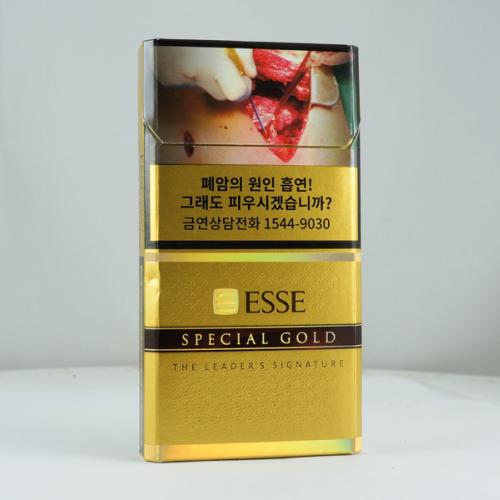 폐암의 원인 흡연!
그래도 피우시겠습니까?
금연상담전화 1544-9030
ESSE
SPECIAL GOLD
THE LEADER'S SIGNATURE